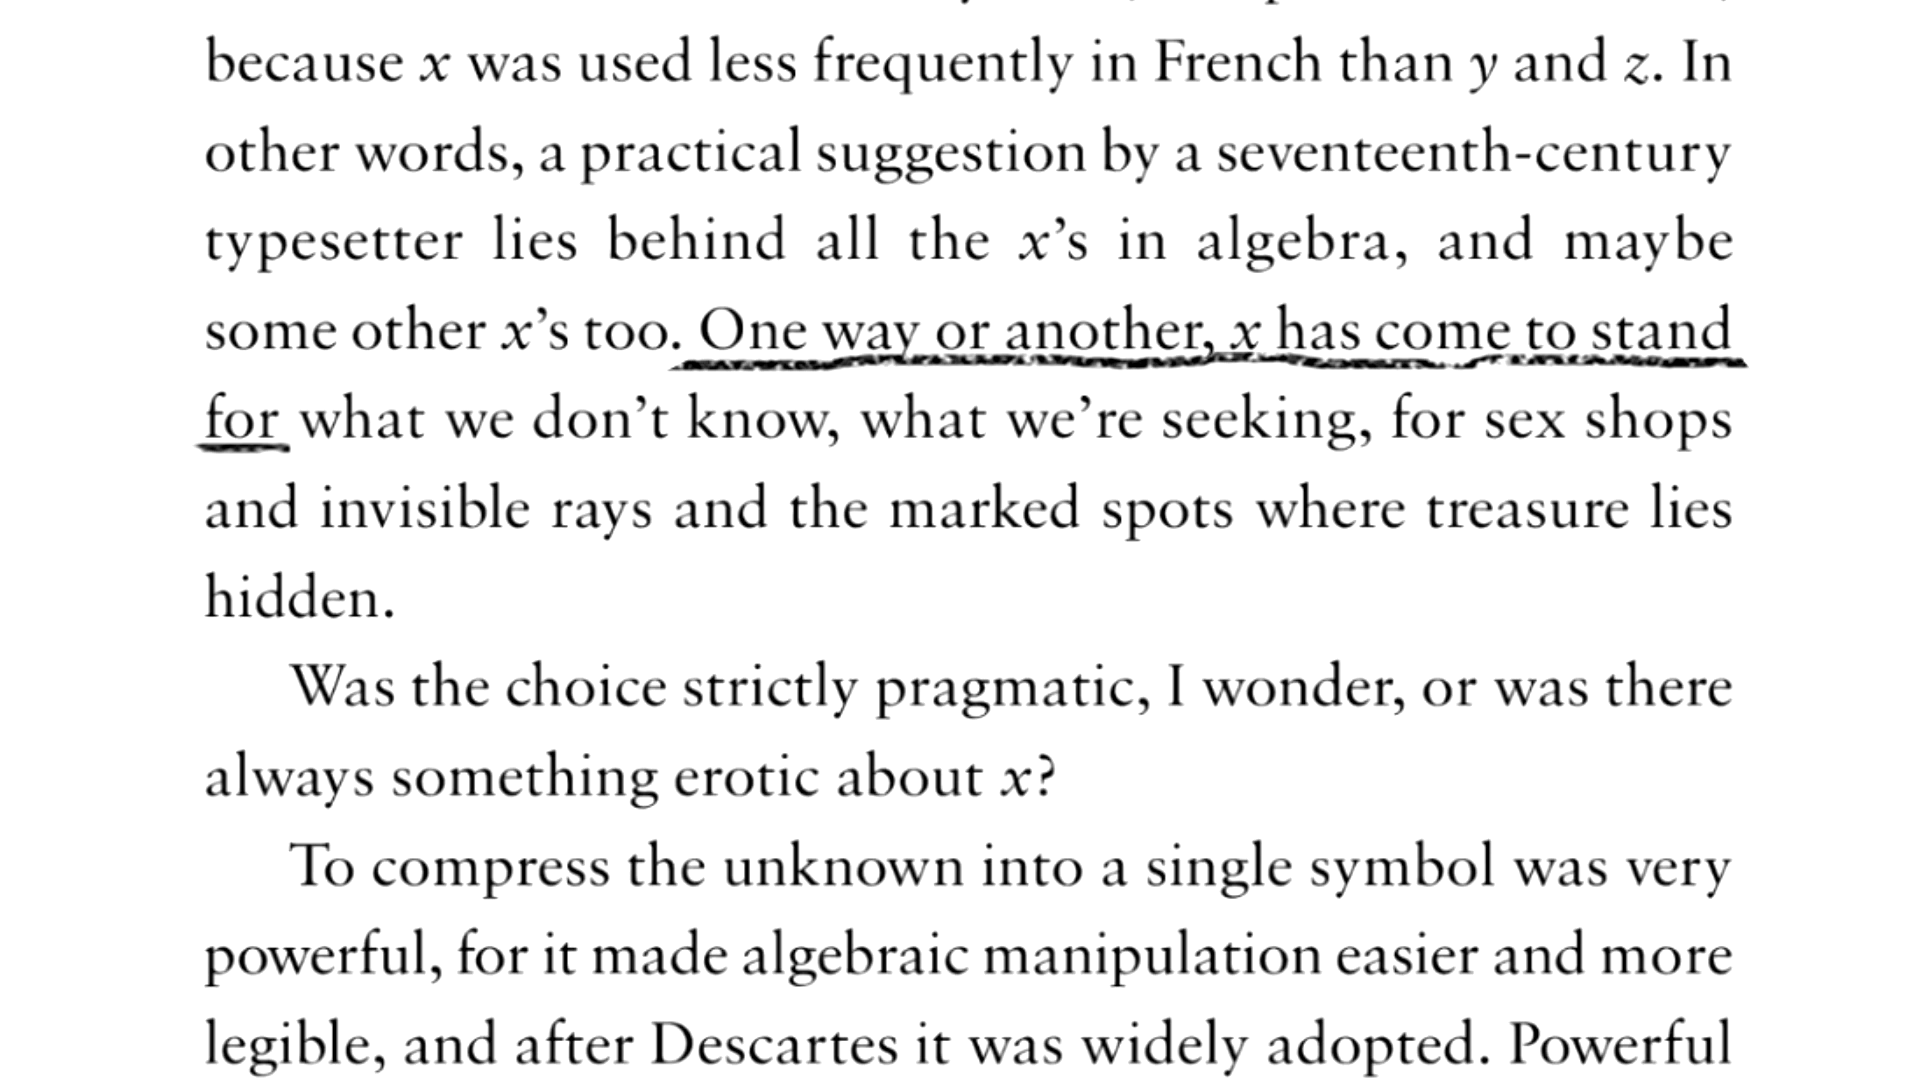 because x was used less frequently in French than y and z. In
other words, a practical suggestion by a seventeenth-century
typesetter lies behind all the x’s in algebra, and maybe
some other x’s too. One way or another, x has come to stand
for what we don’t know, what we’re seeking, for sex shops
and invisible rays and the marked spots where treasure lies
hidden.
Was the choice strictly pragmatic, I wonder, or was there
always something erotic about x?
To compress the unknown into a single symbol was very
powerful, for it made algebraic manipulation easier and more
legible, and after Descartes it was widely adopted. Powerful